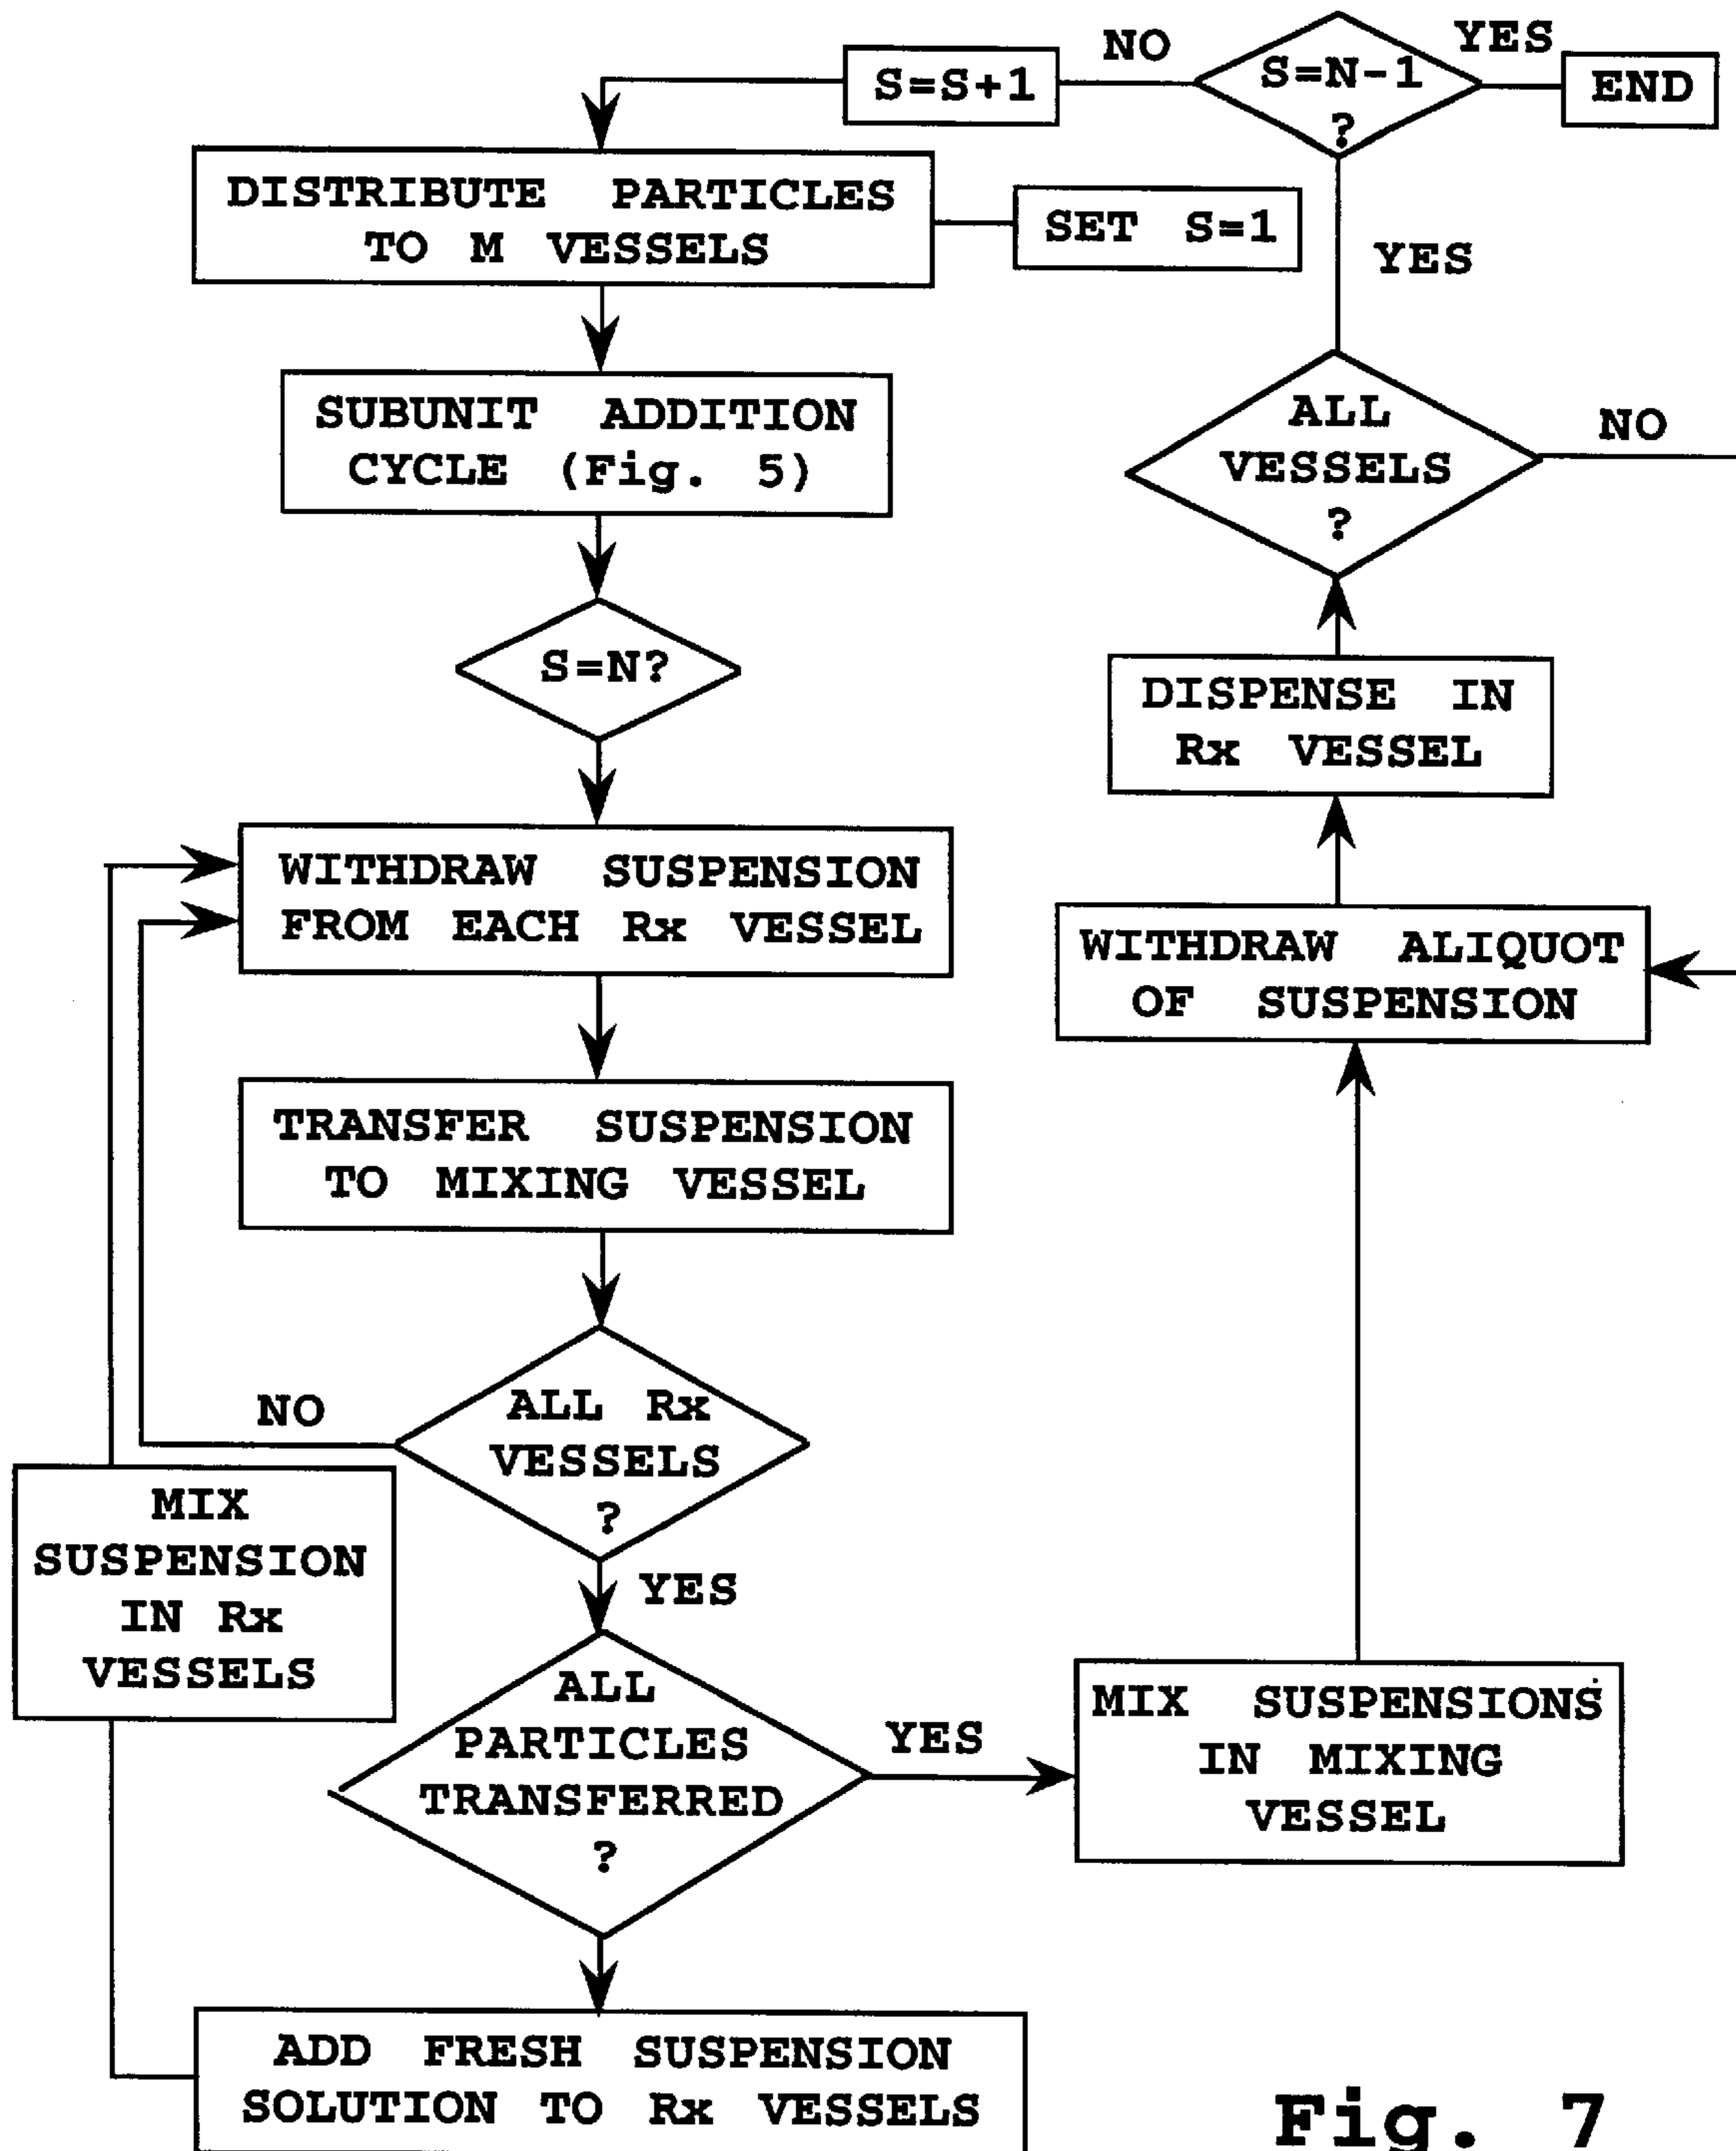 NO
YES
S=S+1
S=N-1
?
END
DISTRIBUTE PARTICLES
TO M VESSELS
SET S=1
YES
SUBUNIT ADDITION
CYCLE (Fig. 5)
ALL
VESSELS
?
NO
S=N?
DISPENSE IN
Rx VESSEL
WITHDRAW SUSPENSION
FROM EACH Rx VESSEL
WITHDRAW ALIQUOT
OF SUSPENSION
TRANSFER SUSPENSION
TO MIXING VESSEL
NO
ALL Rx
VESSELS
?
YES
MIX
SUSPENSION
IN Rx
VESSELS
ALL
PARTICLES
TRANSFERRED
?
YES
MIX SUSPENSIONS
IN MIXING
VESSEL
ADD FRESH SUSPENSION
SOLUTION TO Rx VESSELS
Fig. 7